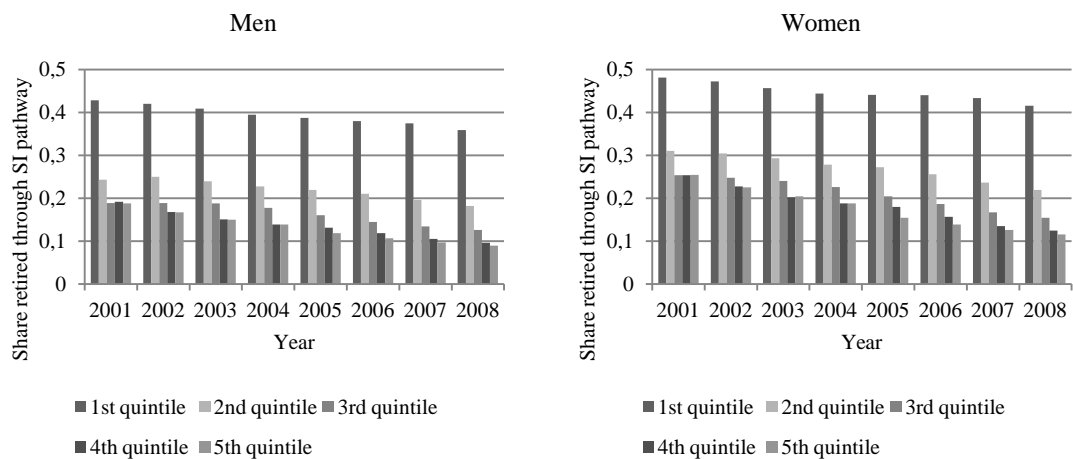 Men
Share retired through SI pathway
0,5
0,4
0,3
0,2
0,1
0
2001 2002 2003 2004 2005 2006 2007 2008
Year
1st quintile 2nd quintile 3rd quintile
4th quintile 5th quintile
Women
Share retired through SI pathway
0,5
0,4
0,3
0,2
0,1
0
2001 2002 2003 2004 2005 2006 2007 2008
Year
1st quintile 2nd quintile 3rd quintile
4th quintile 5th quintile